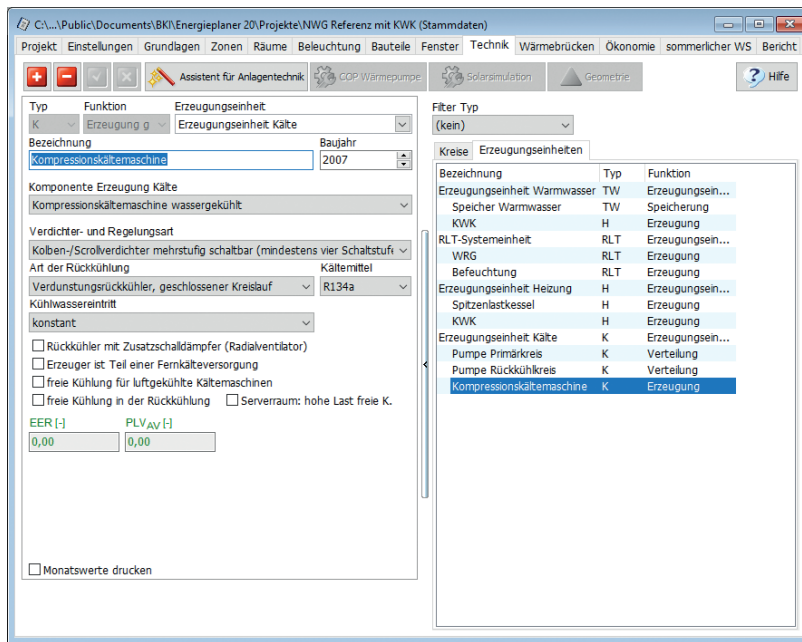 C:\...\Public\Documents\BKI\Energieplaner 20\Projekte\NWG Referenz mit KWK (Stammdaten)
Projekt Einstellungen Grundlagen Zonen Räume Beleuchtung Bauteile Fenster Technik Wärmebrücken Ökonomie sommerlicher WS Bericht
Assistent für Anlagentechnik COP Wärmepumpe Solarsimulation Geometrie ? Hilfe
Typ Funktion Erzeugungseinheit
K Erzeugung g Erzeugungseinheit Kälte
Bezeichnung Baujahr
Kompressionskältemaschine 2007
Komponente Erzeugung Kälte
Kompressionskältemaschine wassergekühlt
Verdichter- und Regelungsart
Kolben-/Scrollverdichter mehrstufig schaltbar (mindestens vier Schaltstufe
Art der Rückkühlung Kältemittel
Verdunstungsrückkühler, geschlossener Kreislauf R134a
Kühlwassereintritt
konstant
Rückkühler mit Zusatzschalldämpfer (Radialventilator)
Erzeuger ist Teil einer Fernkälteversorgung
freie Kühlung für luftgekühlte Kältemaschinen
freie Kühlung in der Rückkühlung Serverraum: hohe Last freie K.
EER [-] PLVAV [-]
0,00 0,00
Monatswerte drucken
Filter Typ
(kein)
Kreise Erzeugungseinheiten
Bezeichnung Typ Funktion
Erzeugungseinheit Warmwasser TW Erzeugungsein...
Speicher Warmwasser TW Speicherung
KWK H Erzeugung
RLT-Systemeinheit RLT Erzeugungsein...
WRG RLT Erzeugung
Befeuchtung RLT Erzeugung
Erzeugungseinheit Heizung H Erzeugungsein...
Spitzenlastkessel H Erzeugung
KWK H Erzeugung
Erzeugungseinheit Kälte K Erzeugungsein...
Pumpe Primärkreis K Verteilung
Pumpe Rückkühlkreis K Verteilung
Kompressionskältemaschine K Erzeugung